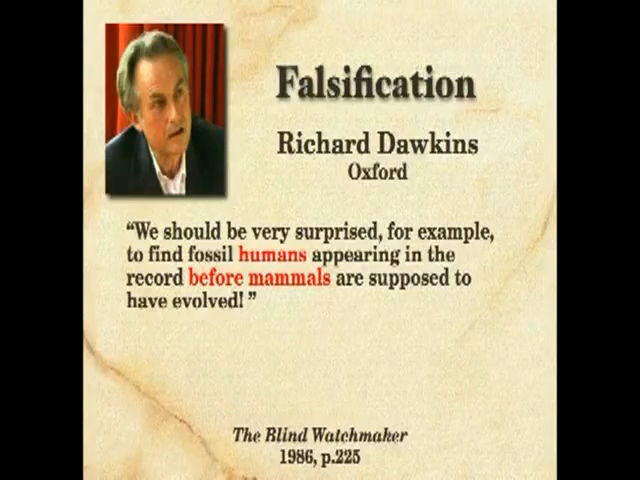 Falsification
Richard Dawkins
Oxford
“We should be very surprised, for example,
to find fossil humans appearing in the
record before mammals are supposed to
have evolved! ”
The Blind Watchmaker
1986, p.225